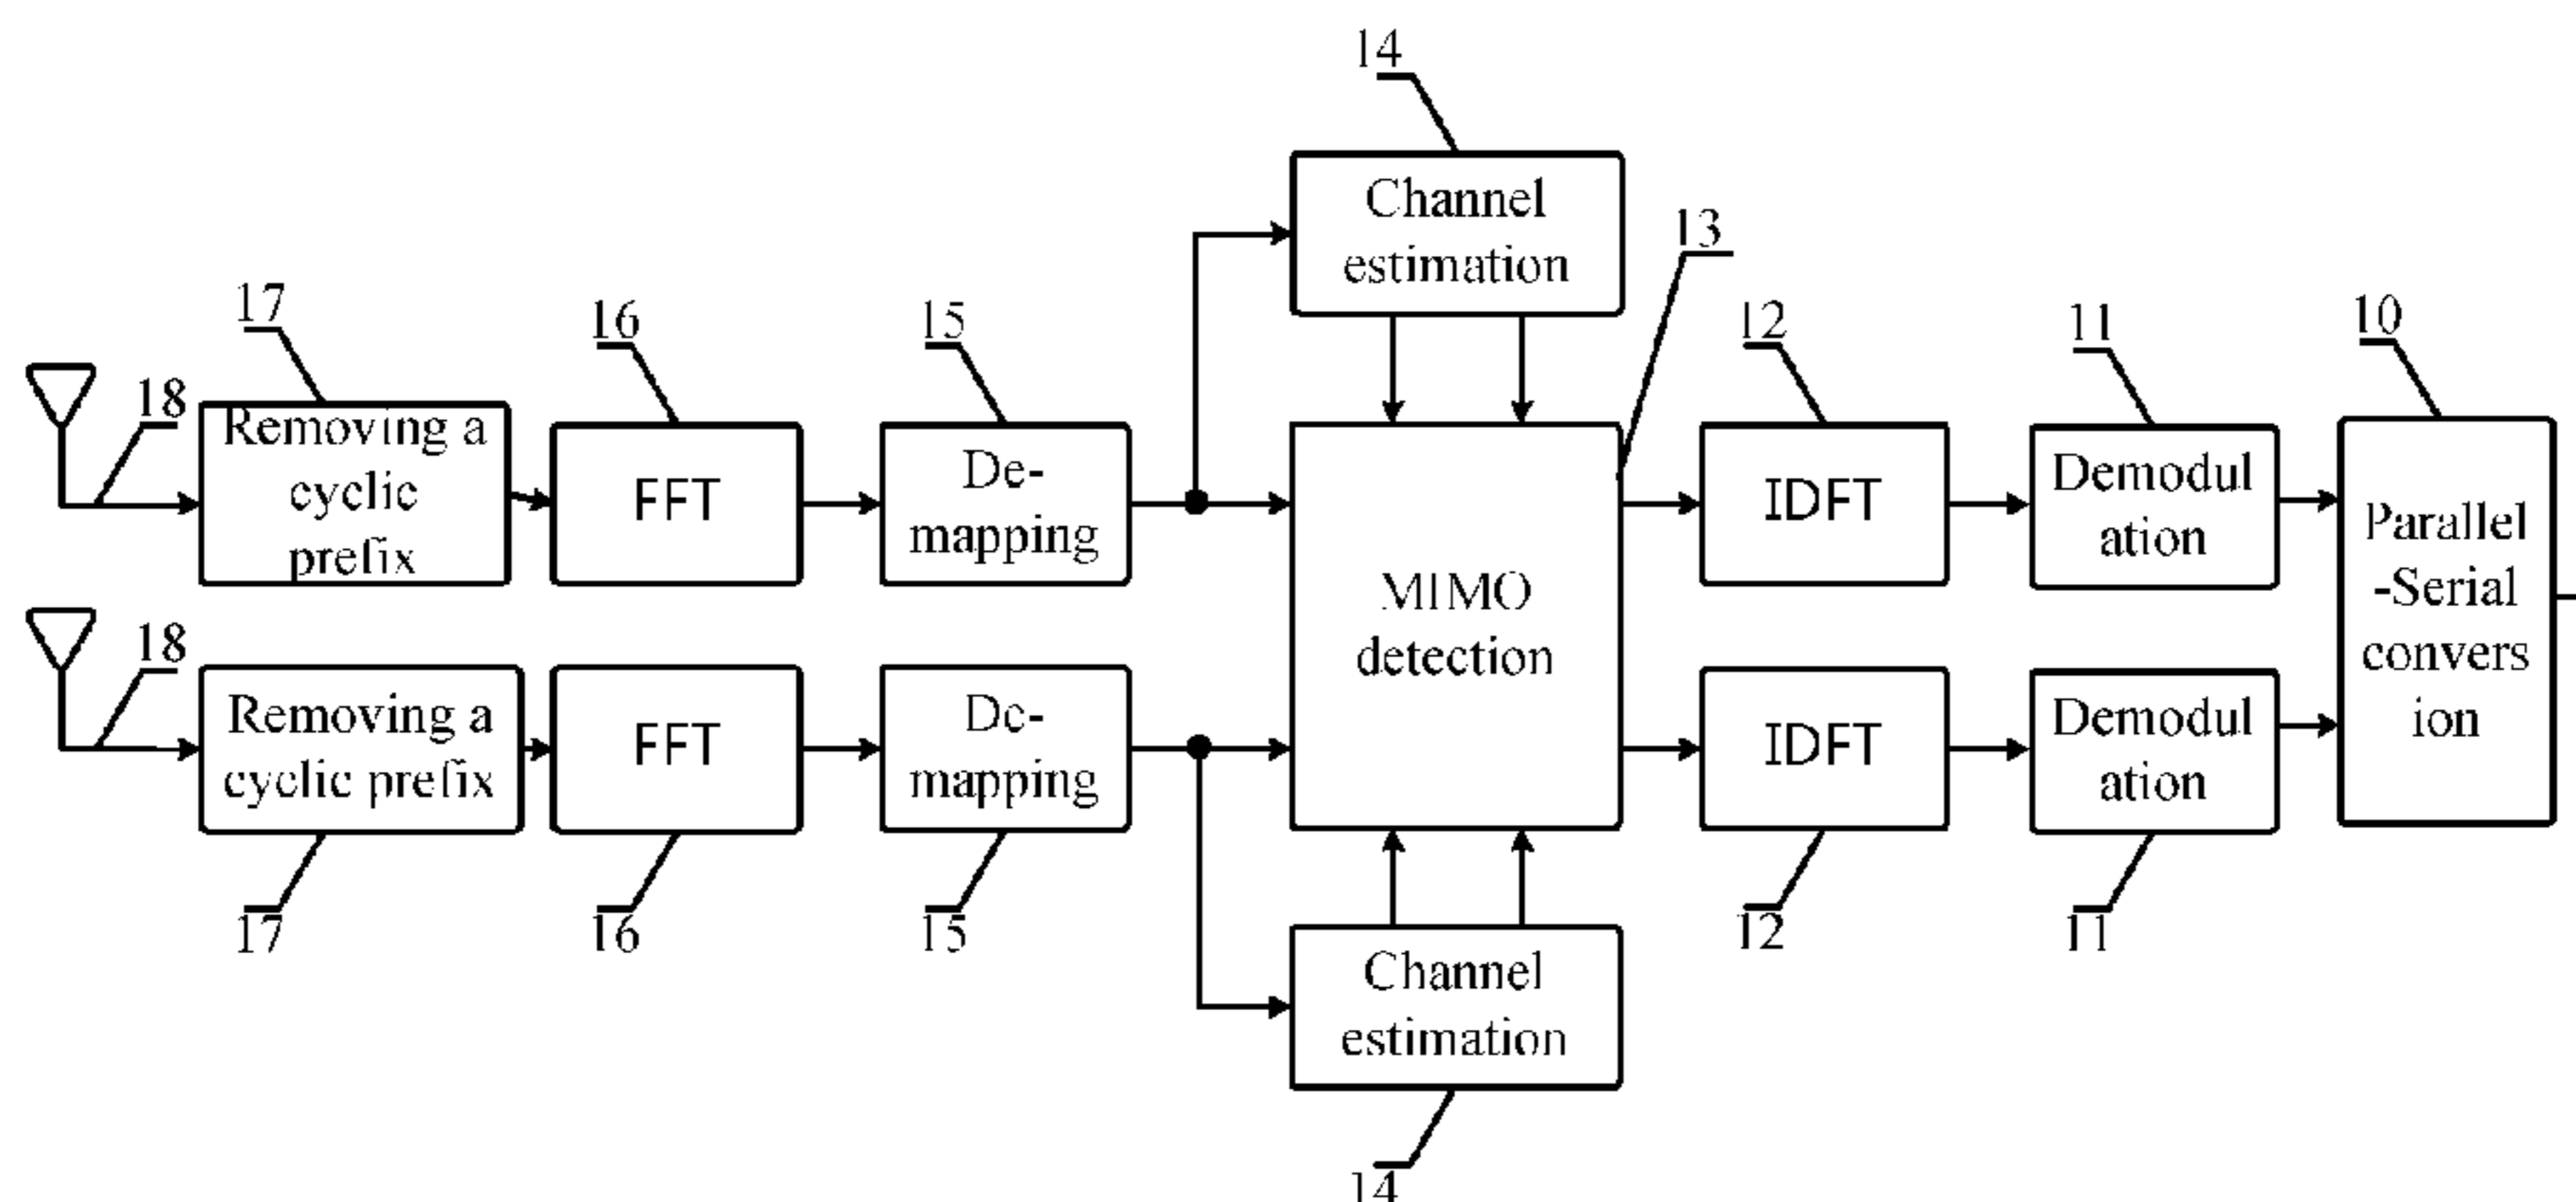 14
Channel
estimation
13
17
16
15
12
11
10
18
Removing a
cyclic
prefix
FFT
De-
mapping
MIMO
detection
IDFT
Demodul
ation
Parallel
-Serial
convers
ion
18
Removing a
cyclic prefix
FFT
De-
mapping
IDFT
Demodul
ation
17
16
15
12
11
Channel
estimation
14